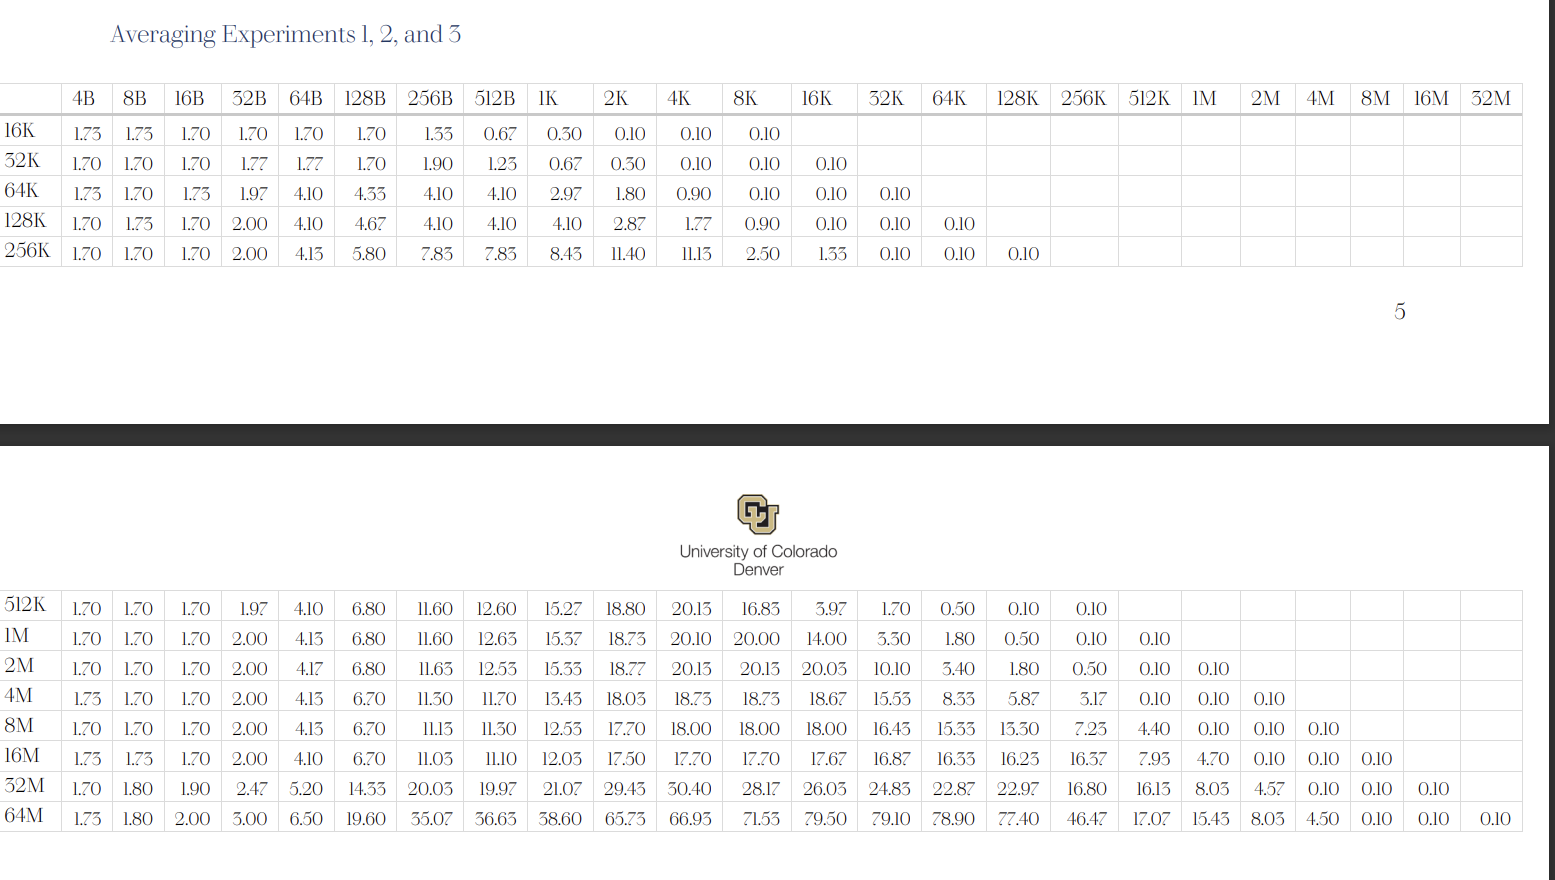 Averaging Experiments 1, 2, and 3
4B 8B 16B 32B 64B 128B 256B 512B 1K 2K 4K 8K 16K 32K 64K 128K 256K 512K 1M 2M 4M 8M 16M 32M
16K 1.73 1.73 1.70 1.70 1.70 1.70 1.33 0.67 0.30 0.10 0.10 0.10
32K 1.70 1.70 1.70 1.77 1.77 1.70 1.90 1.23 0.67 0.30 0.10 0.10 0.10
64K 1.73 1.70 1.73 1.97 4.10 4.33 4.10 4.10 2.97 1.80 0.90 0.10 0.10 0.10
128K 1.70 1.73 1.70 2.00 4.10 4.67 4.10 4.10 4.10 2.87 1.77 0.90 0.10 0.10 0.10
256K 1.70 1.70 1.70 2.00 4.13 5.80 7.83 7.83 8.43 11.40 11.13 2.50 1.33 0.10 0.10 0.10
5
University of Colorado
Denver
512K 1.70 1.70 1.70 1.97 4.10 6.80 11.60 12.60 15.27 18.80 20.13 16.83 3.97 1.70 0.50 0.10 0.10
1M 1.70 1.70 1.70 2.00 4.13 6.80 11.60 12.63 15.37 18.73 20.10 20.00 14.00 3.30 1.80 0.50 0.10 0.10
2M 1.70 1.70 1.70 2.00 4.17 6.80 11.63 12.53 15.33 18.77 20.13 20.13 20.03 10.10 3.40 1.80 0.50 0.10 0.10
4M 1.73 1.70 1.70 2.00 4.13 6.70 11.30 11.70 13.43 18.03 18.73 18.73 18.67 15.53 8.33 5.87 3.17 0.10 0.10 0.10
8M 1.70 1.70 1.70 2.00 4.13 6.70 11.13 11.30 12.53 17.70 18.00 18.00 18.00 16.43 15.33 13.30 7.23 4.40 0.10 0.10 0.10
16M 1.73 1.73 1.70 2.00 4.10 6.70 11.03 11.10 12.03 17.50 17.70 17.70 17.67 16.87 16.33 16.23 16.37 7.93 4.70 0.10 0.10 0.10
32M 1.70 1.80 1.90 2.47 5.20 14.33 20.03 19.97 21.07 29.43 30.40 28.17 26.03 24.83 22.87 22.97 16.80 16.13 8.03 4.57 0.10 0.10 0.10
64M 1.73 1.80 2.00 3.00 6.50 19.60 35.07 36.63 38.60 65.73 66.93 71.53 79.50 79.10 78.90 77.40 46.47 17.07 15.43 8.03 4.50 0.10 0.10 0.10